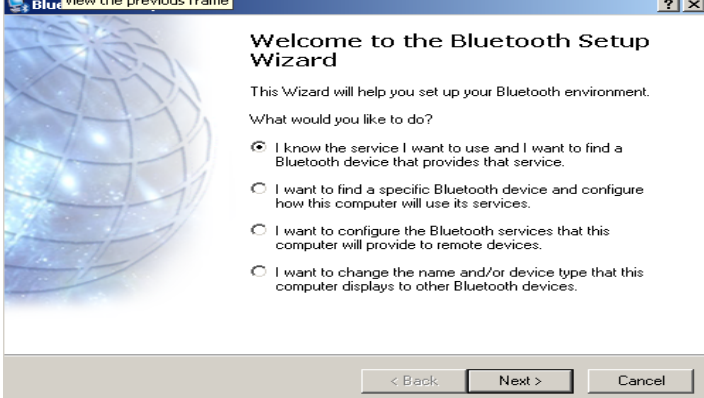 Blue View the previous frame
? X
Welcome to the Bluetooth Setup
Wizard
This Wizard will help you set up your Bluetooth environment.
What would you like to do?
I know the service I want to use and I want to find a
Bluetooth device that provides that service.
I want to find a specific Bluetooth device and configure
how this computer will use its services.
I want to configure the Bluetooth services that this
computer will provide to remote devices.
I want to change the name and/or device type that this
computer displays to other Bluetooth devices.
< Back Next > Cancel